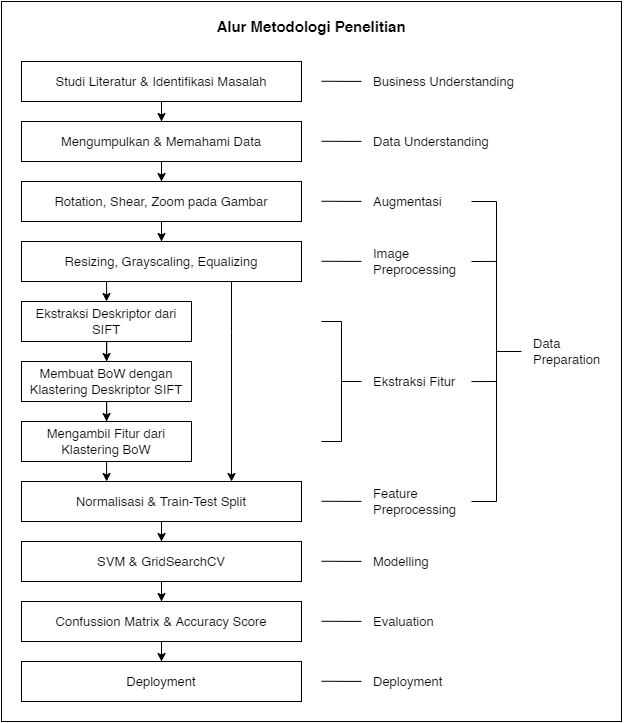 Alur Metodologi Penelitian
Studi Literatur & Identifikasi Masalah
Business Understanding
Mengumpulkan & Memahami Data
Data Understanding
Rotation, Shear, Zoom pada Gambar
Augmentasi
Resizing, Grayscaling, Equalizing
Image
Preprocessing
Ekstraksi Deskriptor dari
SIFT
Membuat BoW dengan
Klastering Deskriptor SIFT
Mengambil Fitur dari
Klastering BoW
Ekstraksi Fitur
Data
Preparation
Normalisasi & Train-Test Split
Feature
Preprocessing
SVM & GridSearchCV
Modelling
Confussion Matrix & Accuracy Score
Evaluation
Deployment
Deployment